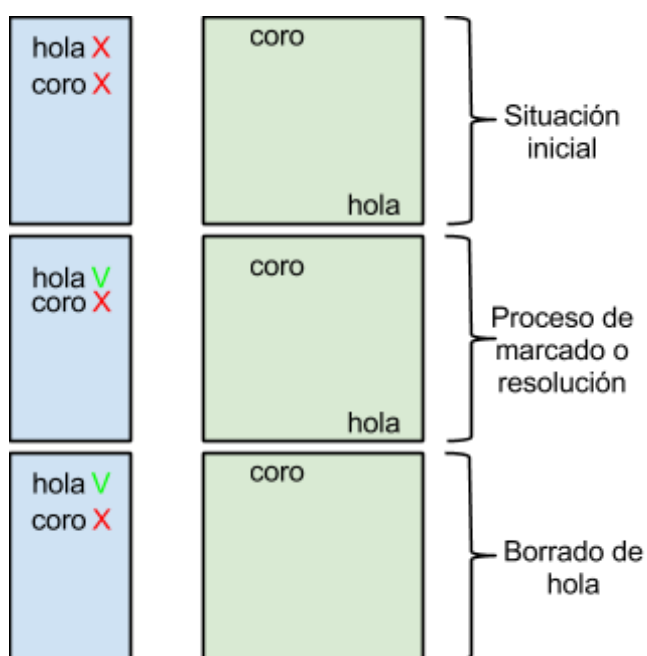 hola X
coro X
coro
hola
Situación
inicial
hola V
coro X
coro
hola
Proceso de
marcado o
resolución
hola V
coro X
coro
Borrado de
hola